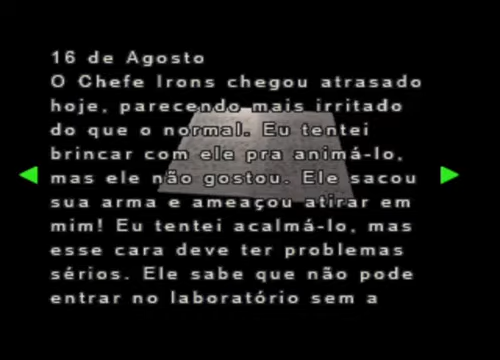 16 de Agosto
O Chefe Irons chegou atrasado
hoje, parecendo mais irritado
do que o normal. Eu tentei
brincar com ele pra animá-lo,
mas ele não gostou. Ele sacou
sua arma e ameaçou atirar em
mim! Eu tentei acalmá-lo, mas
esse cara deve ter problemas
sérios. Ele sabe que não pode
entrar no laboratório sem a